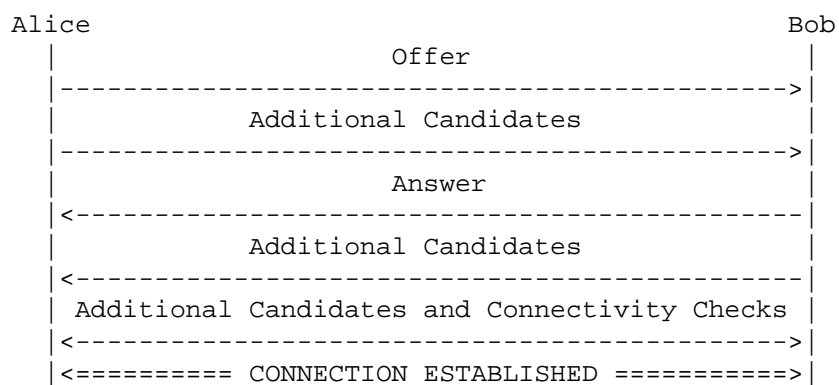 Alice Bob
| Offer |
|---------------------------------------------->|
| Additional Candidates |
|---------------------------------------------->|
| Answer |
|<----------------------------------------------|
| Additional Candidates |
|<----------------------------------------------|
| Additional Candidates and Connectivity Checks |
|<--------------------------------------------->|
|<========== CONNECTION ESTABLISHED ===========>|